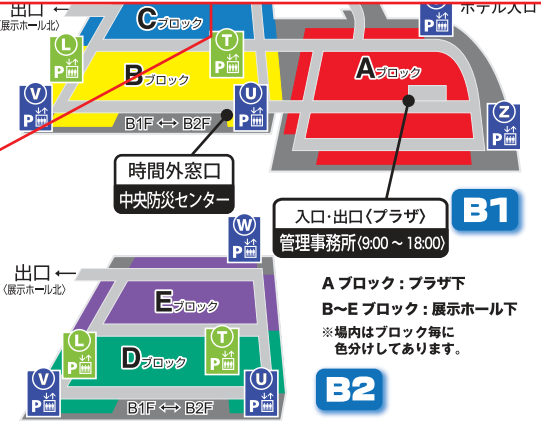 出口 ←
(展示ホール北)
ホテル入口
Cブロック
L
P
T
P
Bブロック
Aブロック
V
P
U
P
Z
P
B1F ⇔ B2F
時間外窓口
中央防災センター
入口・出口〈プラザ〉
管理事務所〈9:00 ~ 18:00〉
B1
W
P
出口 ←
(展示ホール北)
Eブロック
A ブロック : プラザ下
B~E ブロック : 展示ホール下
※場内はブロック毎に
色分けしてあります。
L
P
T
P
Dブロック
V
P
U
P
B1F ⇔ B2F
B2